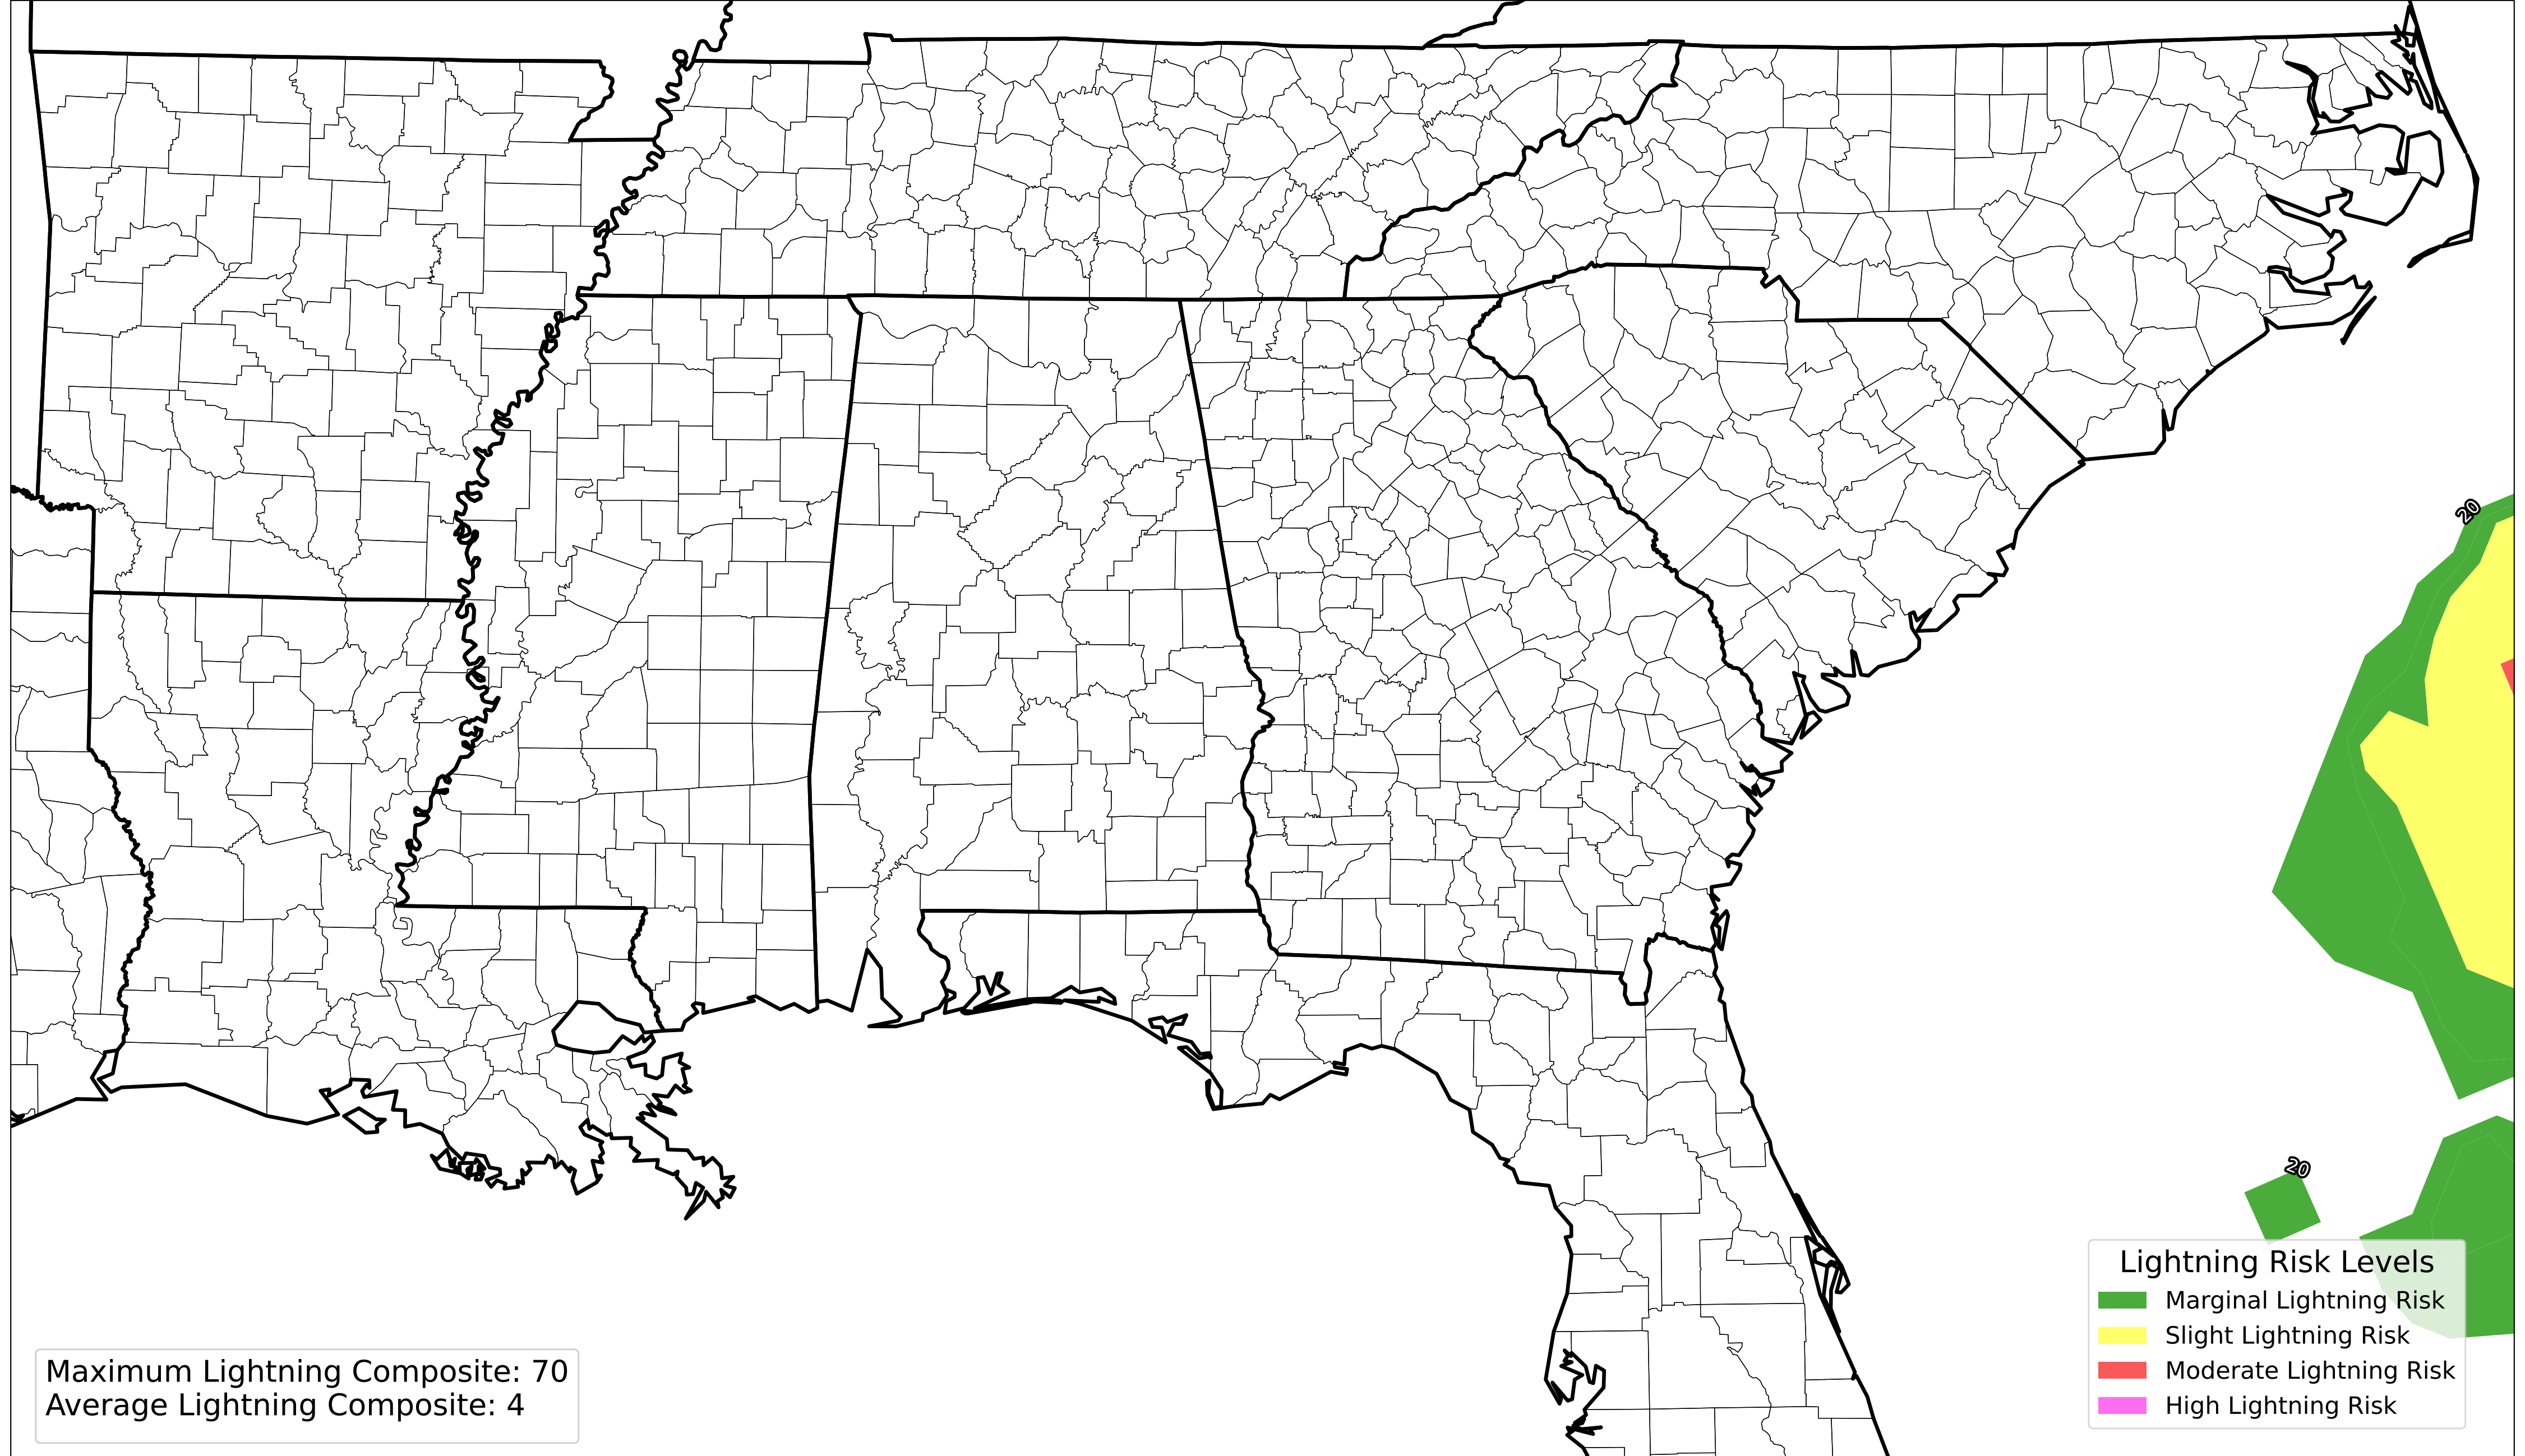 20
20
Lightning Risk Levels
Marginal Lightning Risk
Slight Lightning Risk
Moderate Lightning Risk
High Lightning Risk
Maximum Lightning Composite: 70
Average Lightning Composite: 4